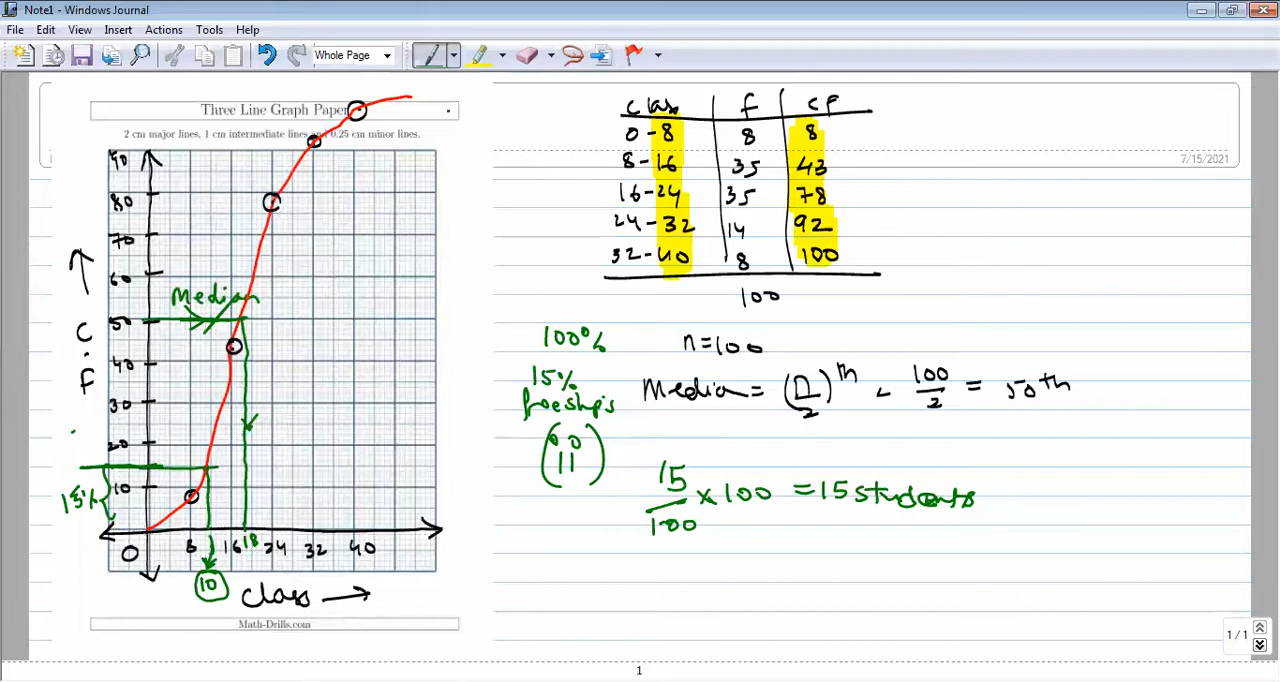 Note1 - Windows Journal
File Edit View Insert Actions Tools Help
Whole Page
Three Line Graph Paper
2 cm major lines, 1 cm intermediate lines and 0.25 cm minor lines.
7/15/2021
class f CF
0-8 8 8
8-16 35 43
16-24 35 78
24-32 14 92
32-40 8 100
100
90
80
70
60
50
40
30
20
10
C.F
Median
15%
0 8 16 18 24 32 40
10
class
Math-Drills.com
100%
15%
freeships
n=100
Median = (n/2)th - 100/2 = 50th
15/100 × 100 = 15 students
1 / 1
1